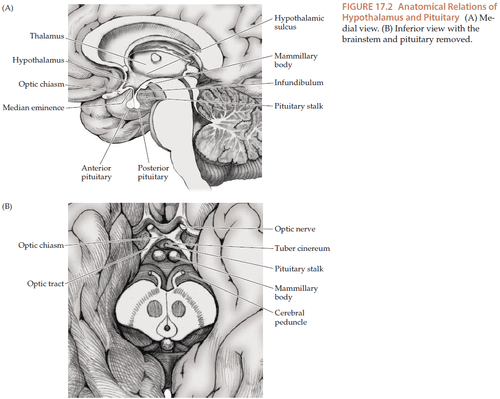 (A)
Thalamus
Hypothalamus
Optic chiasm
Median eminence
Anterior
pituitary
Posterior
pituitary
Hypothalamic
sulcus
Mammillary
body
Infundibulum
Pituitary stalk
FIGURE 17.2 Anatomical Relations of
Hypothalamus and Pituitary (A) Me-
dial view. (B) Inferior view with the
brainstem and pituitary removed.
(B)
Optic chiasm
Optic tract
Optic nerve
Tuber cinereum
Pituitary stalk
Mammillary
body
Cerebral
peduncle